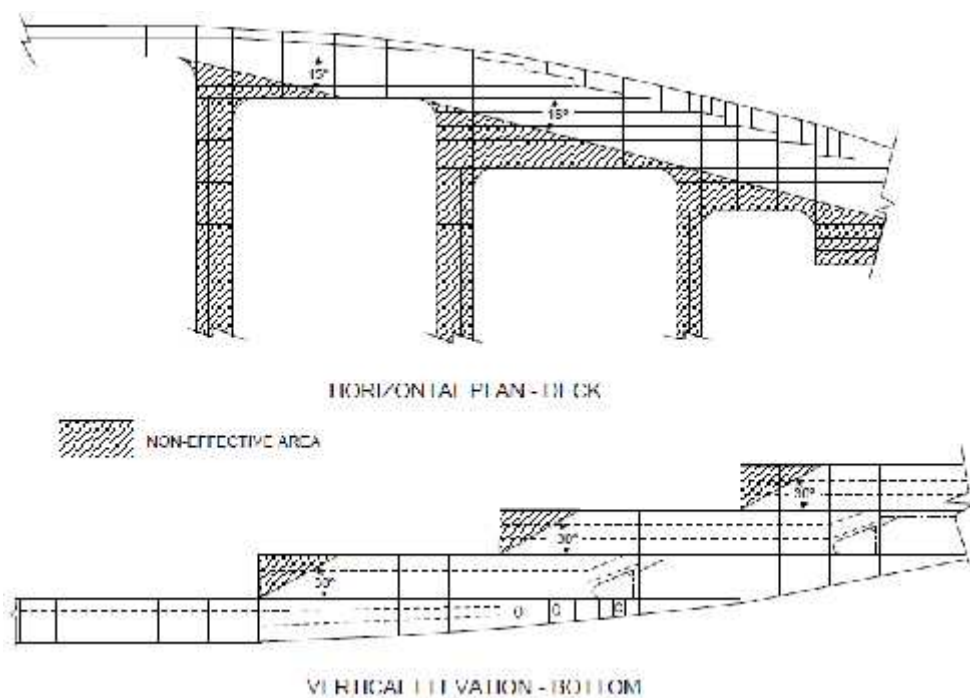 15°
15°
HORIZONTAL PLAN - DECK
NON-EFFECTIVE AREA
30°
30°
30°
VERTICAL ELEVATION - BOTTOM